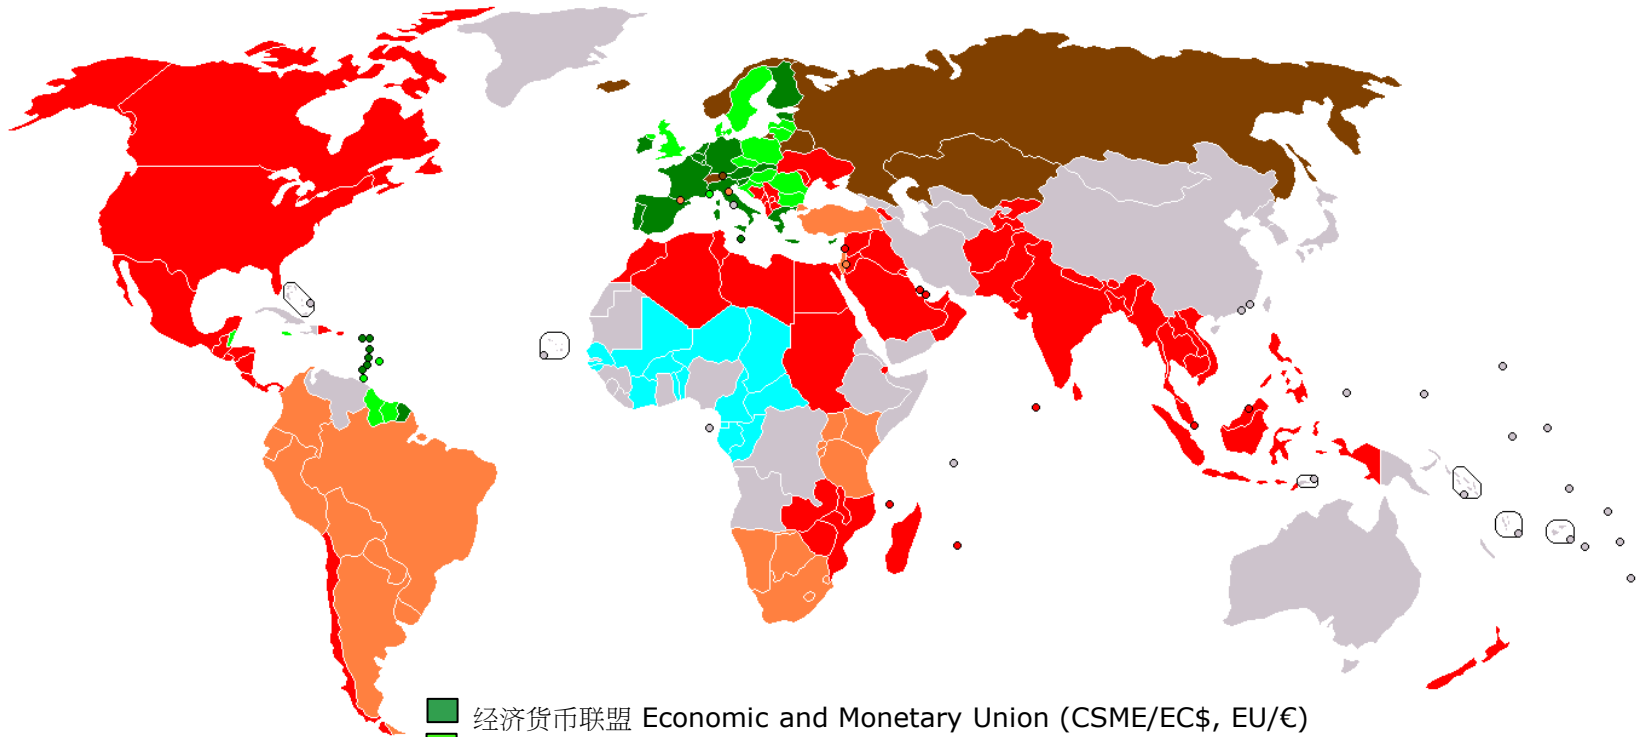 经济货币联盟 Economic and Monetary Union (CSME/EC$, EU/€)